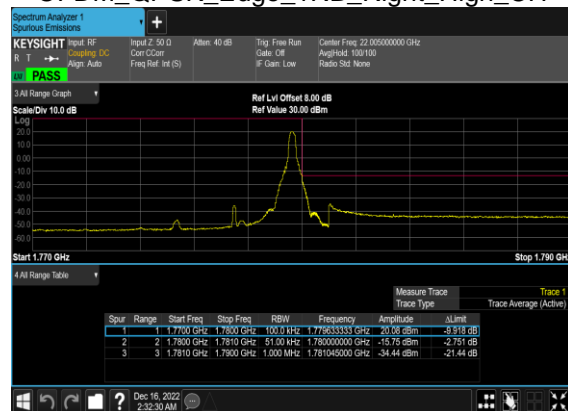 Spectrum Analyzer 1
Spurious Emissions
KEYSIGHT Input: RF Input Z: 50 Ω Atten: 40 dB Trig: Free Run Center Freq: 22.005000000 GHz
R T Coupling: DC Corr CCorr Gate: Off Avg|Hold: 100/100
Align: Auto Freq Ref: Int (S) IF Gain: Low Radio Std: None
LW PASS
3 All Range Graph
Ref Lvl Offset 8.00 dB
Scale/Div 10.0 dB Ref Value 30.00 dBm
Log
20.0
10.0
0.00
-10.0
-20.0
-30.0
-40.0
-50.0
-60.0
Start 1.770 GHz Stop 1.790 GH
4 All Range Table
Measure Trace Trace 1
Trace Type Trace Average (Active)
Spur Range Start Freq Stop Freq RBW Frequency Amplitude ΔLimit
1 1 1.7700 GHz 1.7800 GHz 100.0 kHz 1.779633333 GHz 20.08 dBm -9.918 dB
2 2 1.7800 GHz 1.7810 GHz 51.00 kHz 1.780000000 GHz -15.75 dBm -2.751 dB
3 3 1.7810 GHz 1.7900 GHz 1.000 MHz 1.781045000 GHz -34.44 dBm -21.44 dB
? Dec 16, 2022
2:32:30 AM